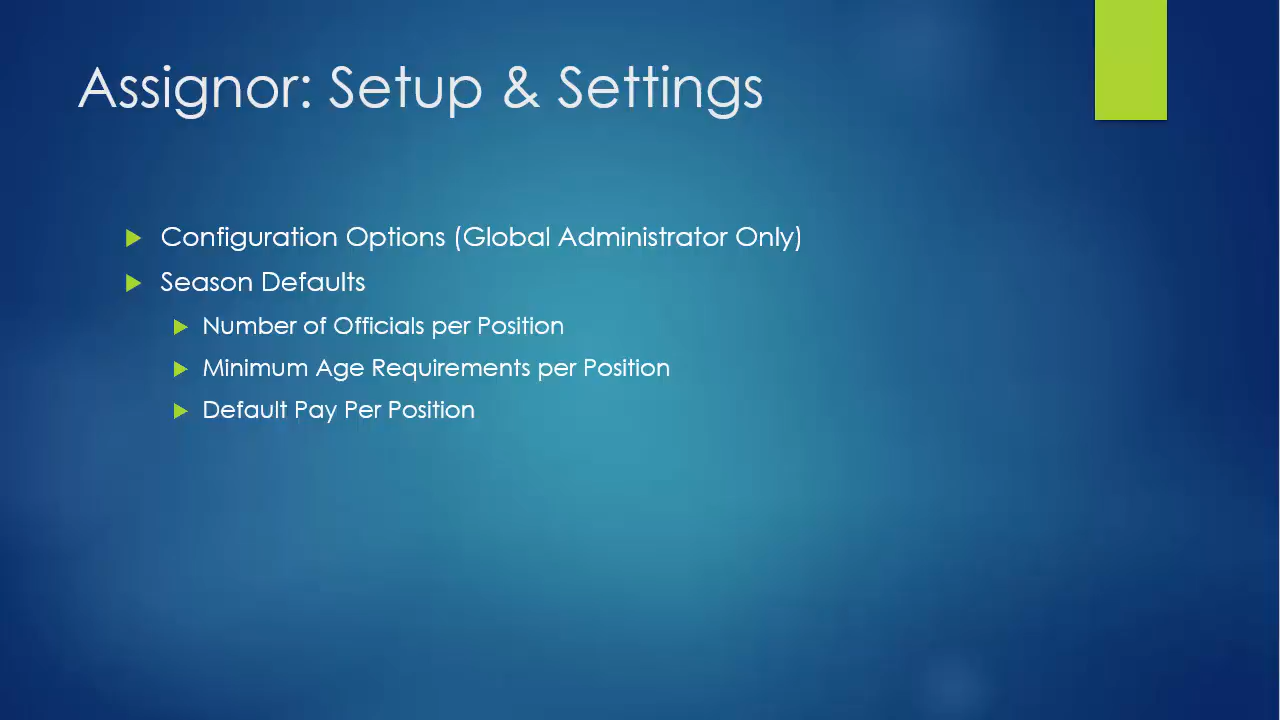 Assignor: Setup & Settings
Configuration Options (Global Administrator Only)
Season Defaults
Number of Officials per Position
Minimum Age Requirements per Position
Default Pay Per Position